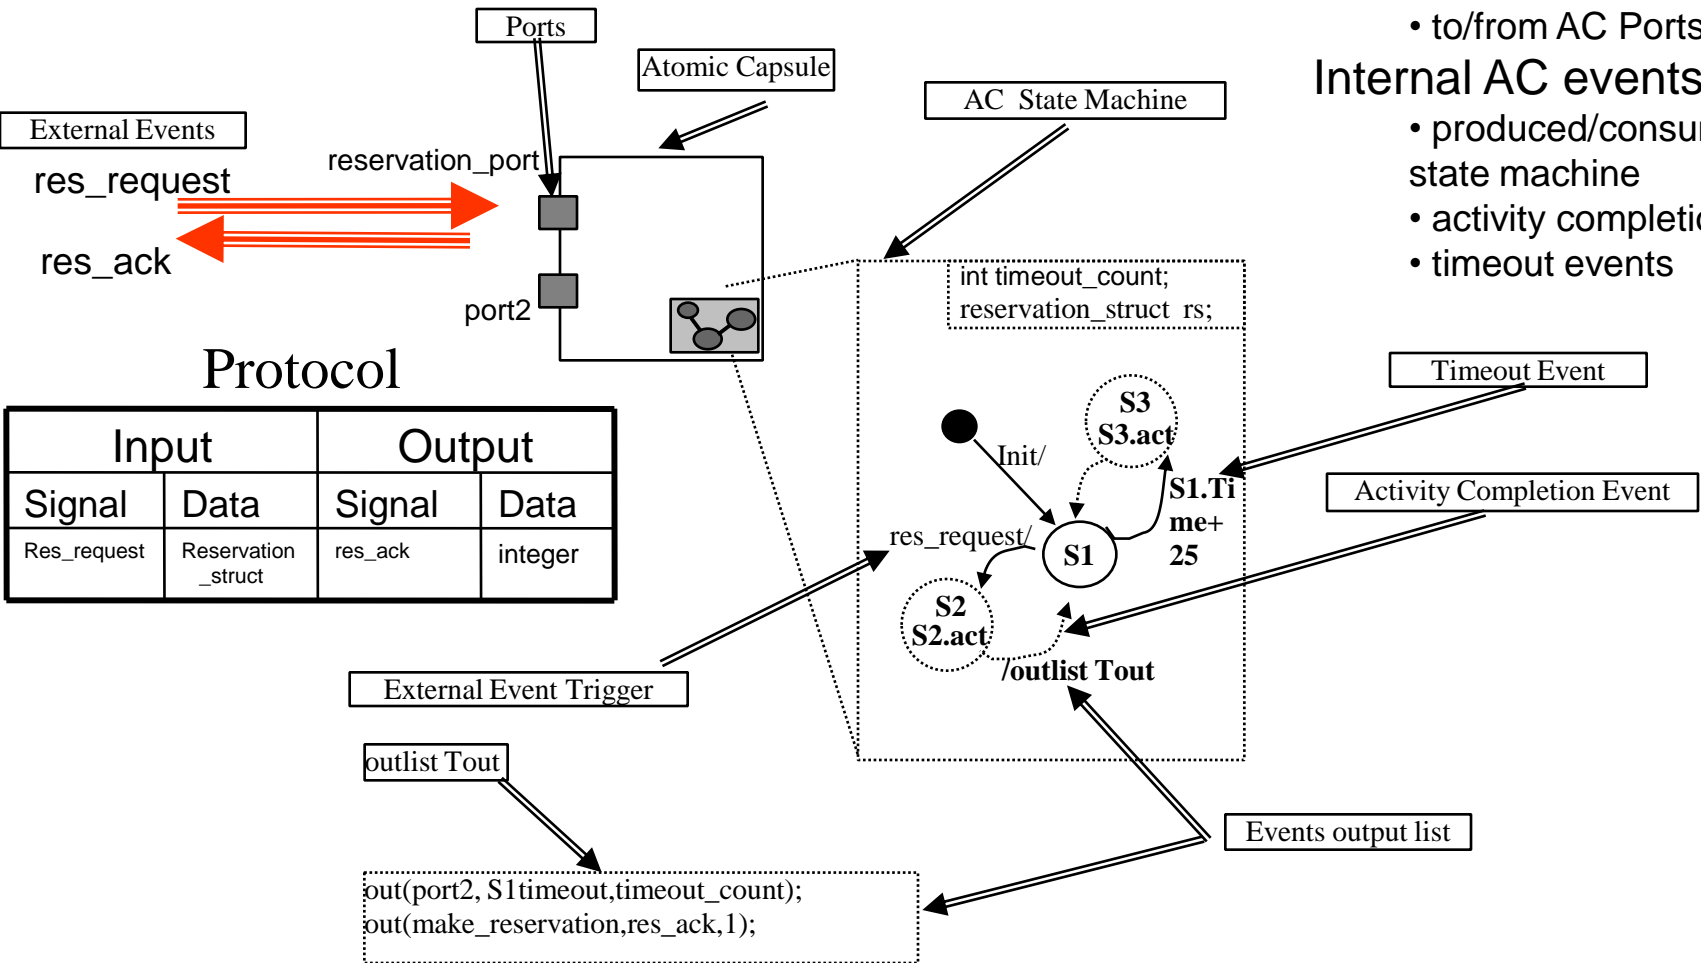 Ports
• to/from AC Ports
Atomic Capsule
Internal AC events
AC State Machine
External Events
• produced/consu
state machine
• activity completio
• timeout events
reservation_port
res_request
res_ack
port2
int timeout_count;
reservation_struct rs;
Protocol
Input Output
Signal Data Signal Data
Res_request Reservation _struct res_ack integer
Timeout Event
S3
S3.act
Init/
S1.Ti
me+
25
Activity Completion Event
res_request/
S1
S2
S2.act
/outlist Tout
External Event Trigger
outlist Tout
Events output list
out(port2, S1timeout,timeout_count);
out(make_reservation,res_ack,1);